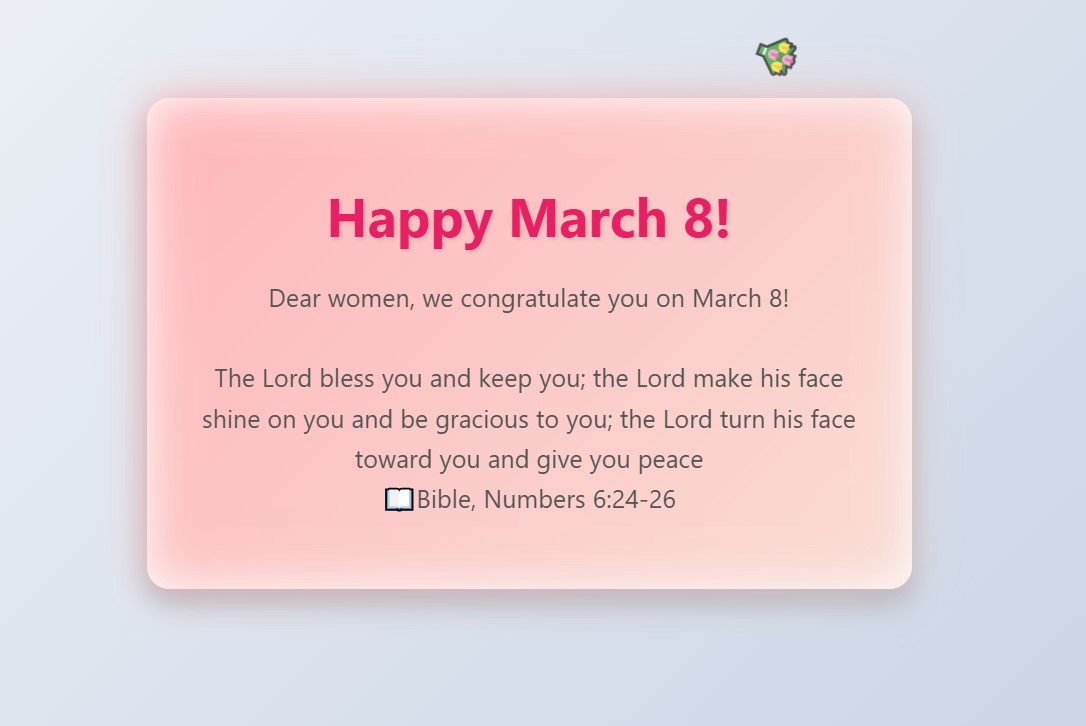 Happy March 8!
Dear women, we congratulate you on March 8!
The Lord bless you and keep you; the Lord make his face
shine on you and be gracious to you; the Lord turn his face
toward you and give you peace
📖Bible, Numbers 6:24-26